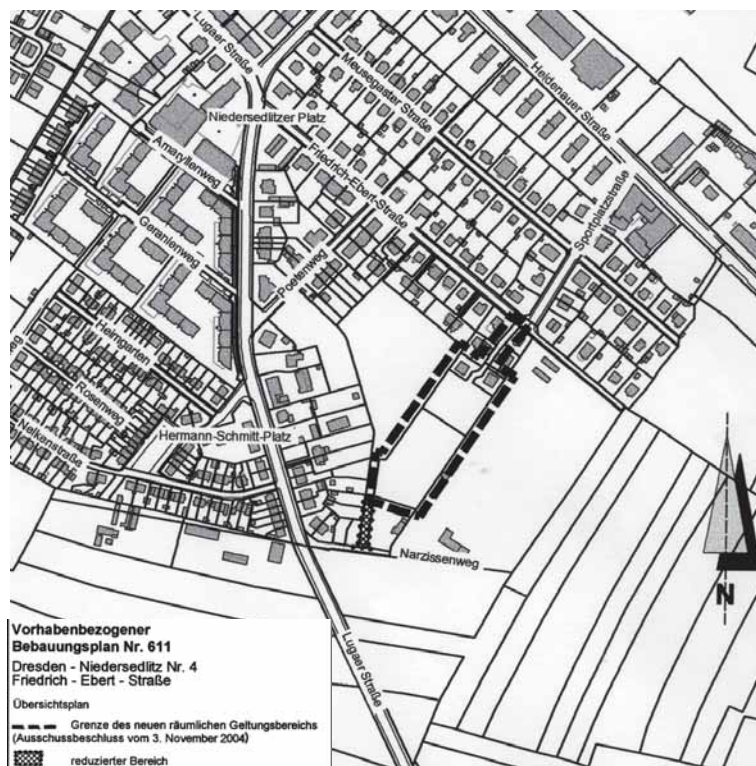 Lugaer Straße
Meusegaster Straße
Heidenauer Straße
Niedersedlitzer Platz
Amaryllenweg
Friedrich-Ebert-Straße
Sportplatzstraße
Geranienweg
Poetenweg
Heimgarten
Rosenweg
Nelkenstraße
Hermann-Schmitt-Platz
Narzissenweg
Lugaer Straße
N
Vorhabenbezogener
Bebauungsplan Nr. 611
Dresden - Niedersedlitz Nr. 4
Friedrich - Ebert - Straße
Übersichtsplan
Grenze des neuen räumlichen Geltungsbereichs
(Ausschussbeschluss vom 3. November 2004)
reduzierter Bereich